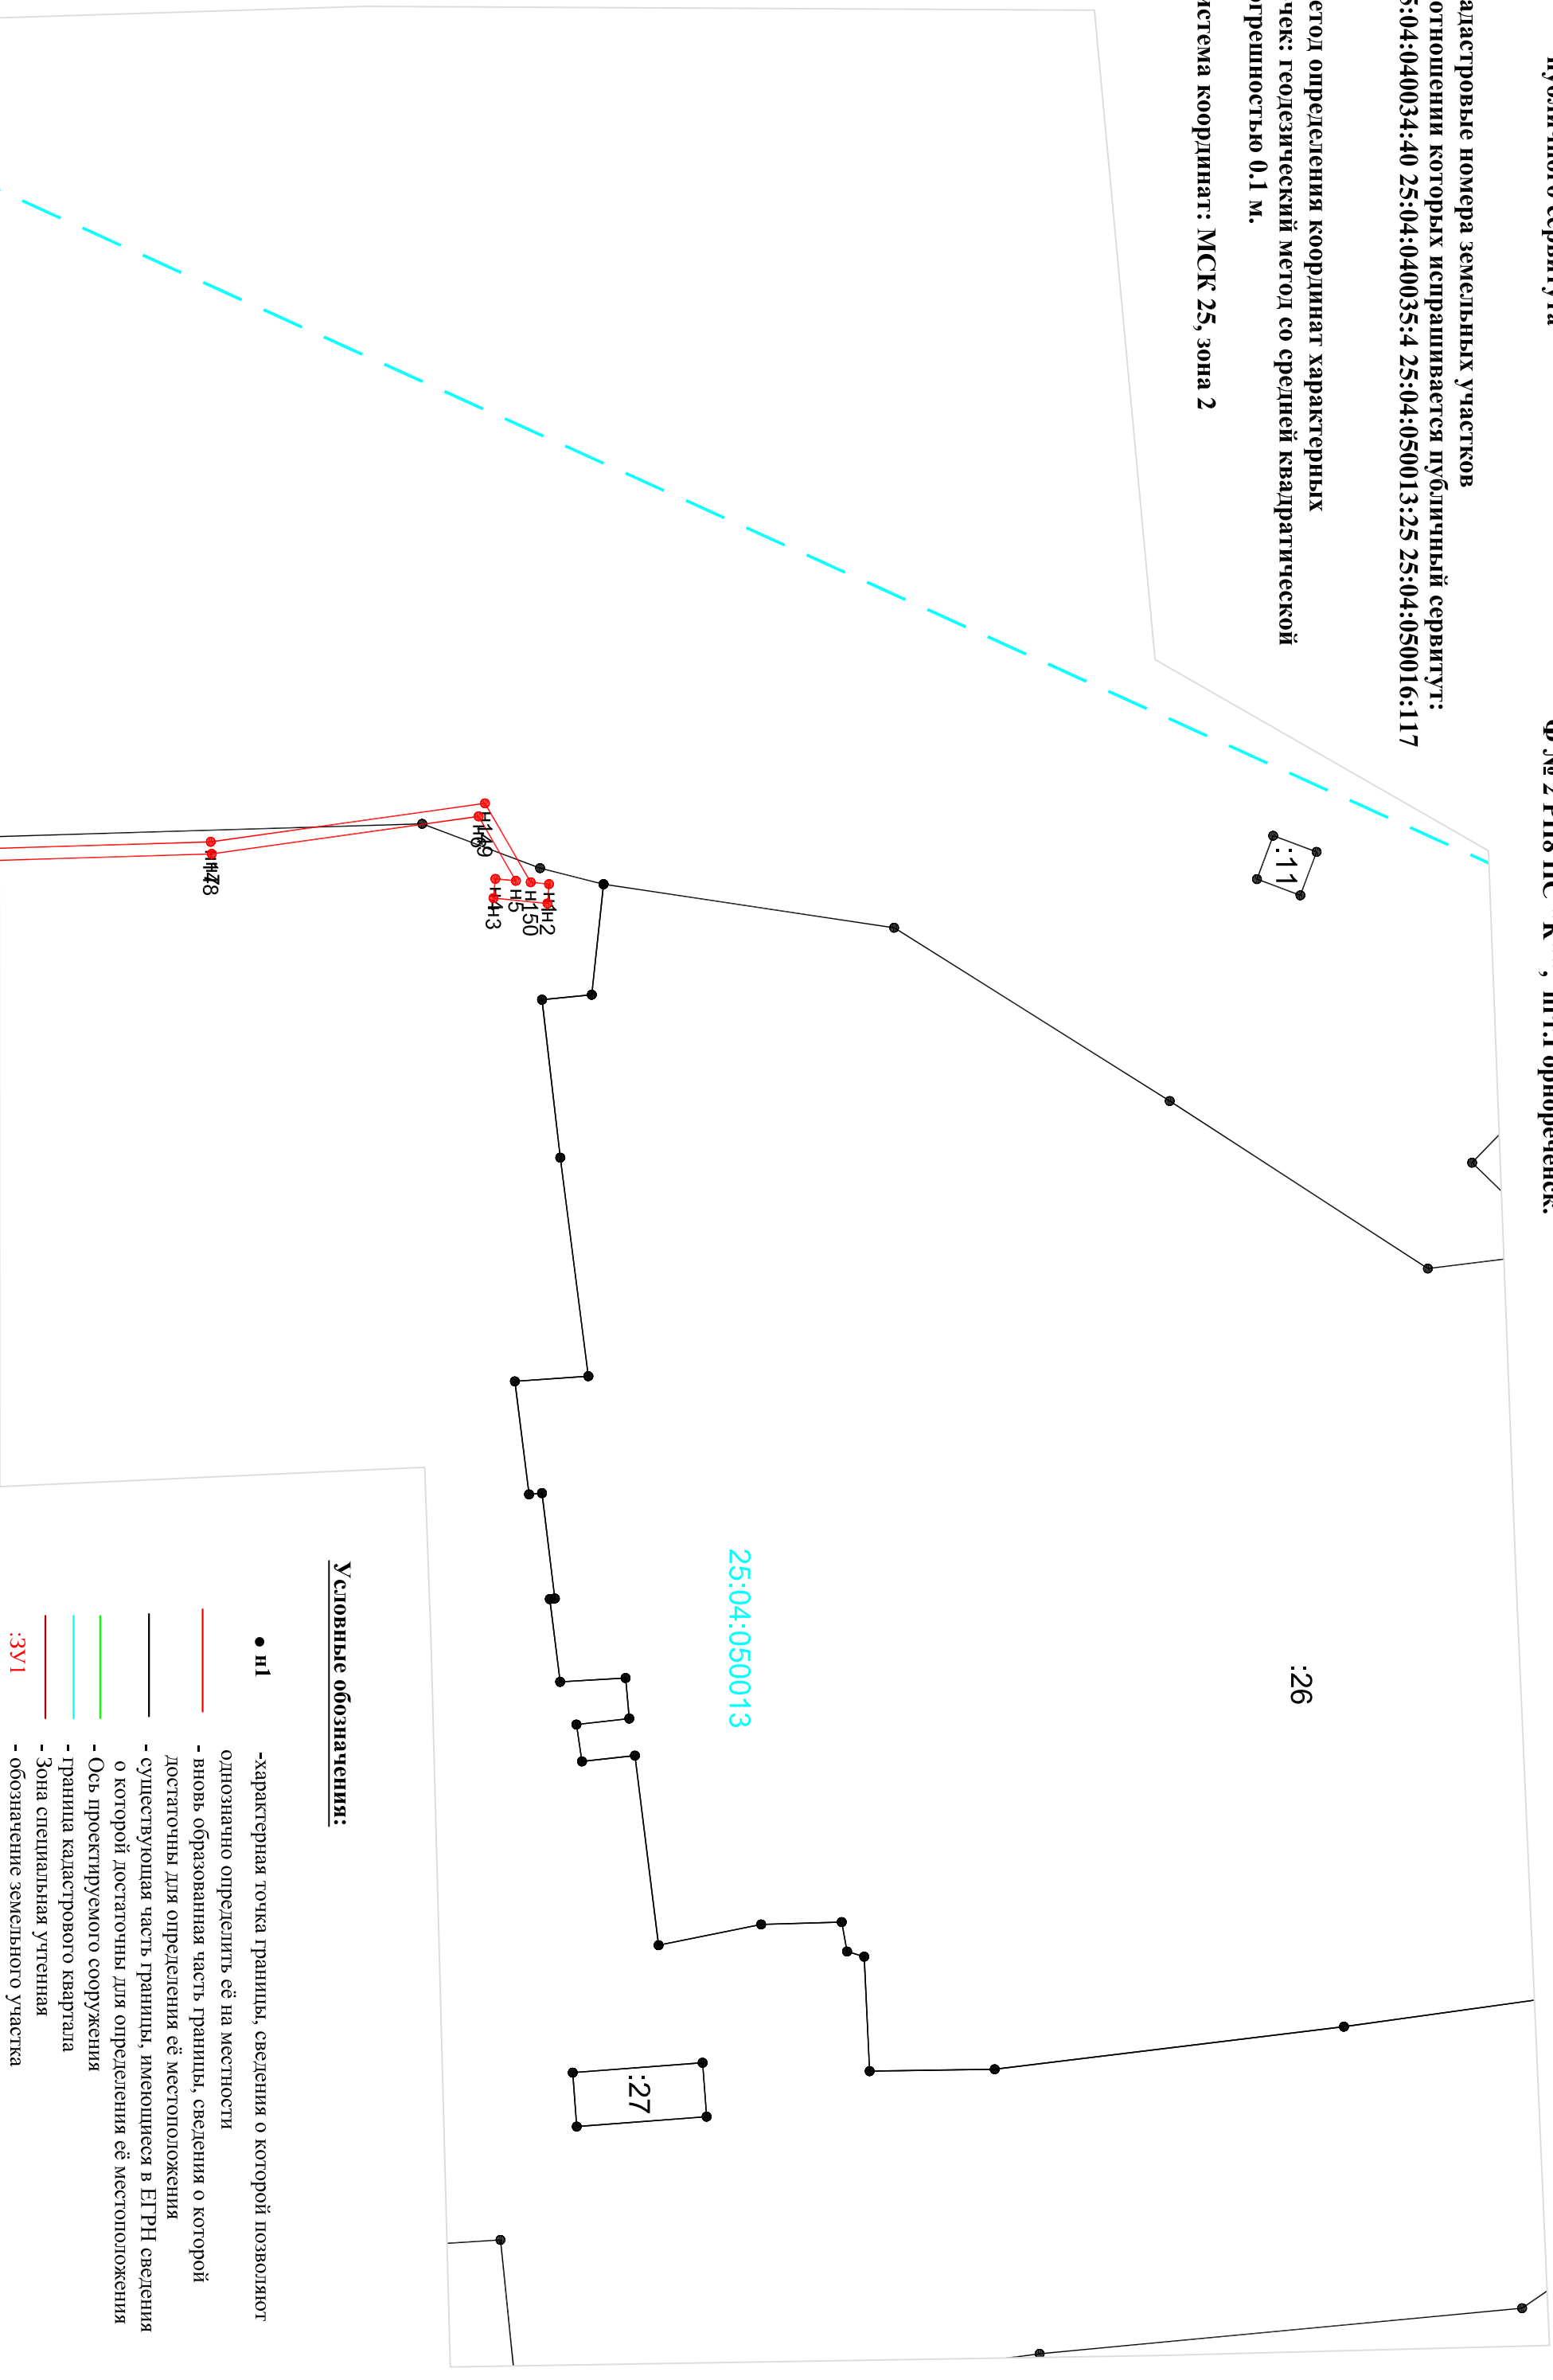 публичного сервитута
адастровые номера земельных участков
отношении которых испрашивается публичный сервитут:
5:04:040034:40 25:04:040035:4 25:04:050013:25 25:04:050016:117
етод определения координат характерных
чек: геодезический метод со средней квадратической
огрешностью 0.1 м.
истема координат: МСК 25, зона 2
:11
н149
н6
н148
н7
н1
н2
н150
н5
н4
н3
:26
25:04:050013
:27
Условные обозначения:
н1 -характерная точка границы, сведения о которой позволяют
однозначно определить её на местности
- вновь образованная часть границы, сведения о которой
достаточны для определения её местоположения
- существующая часть границы, имеющиеся в ЕГРН сведения
о которой достаточны для определения её местоположения
- Ось проектируемого сооружения
- граница кадастрового квартала
- Зона специальная учтенная
:ЗУ1 - обозначение земельного участка